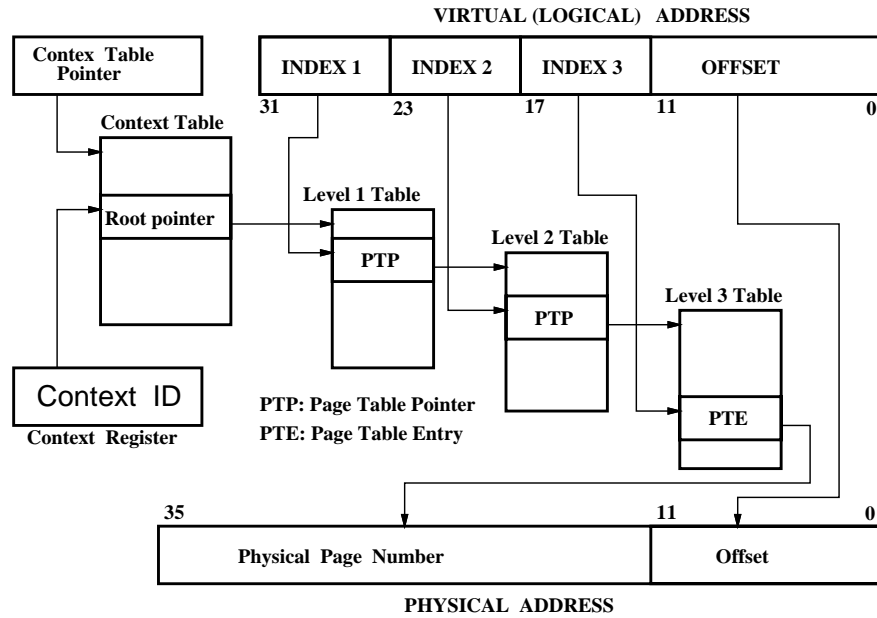 VIRTUAL (LOGICAL) ADDRESS
Contex Table
Pointer
INDEX 1
INDEX 2
INDEX 3
OFFSET
31
23
17
11
0
Context Table
Level 1 Table
Root pointer
Level 2 Table
PTP
Level 3 Table
PTP
Context ID
Context Register
PTP: Page Table Pointer
PTE: Page Table Entry
PTE
35
11
0
Physical Page Number
Offset
PHYSICAL ADDRESS